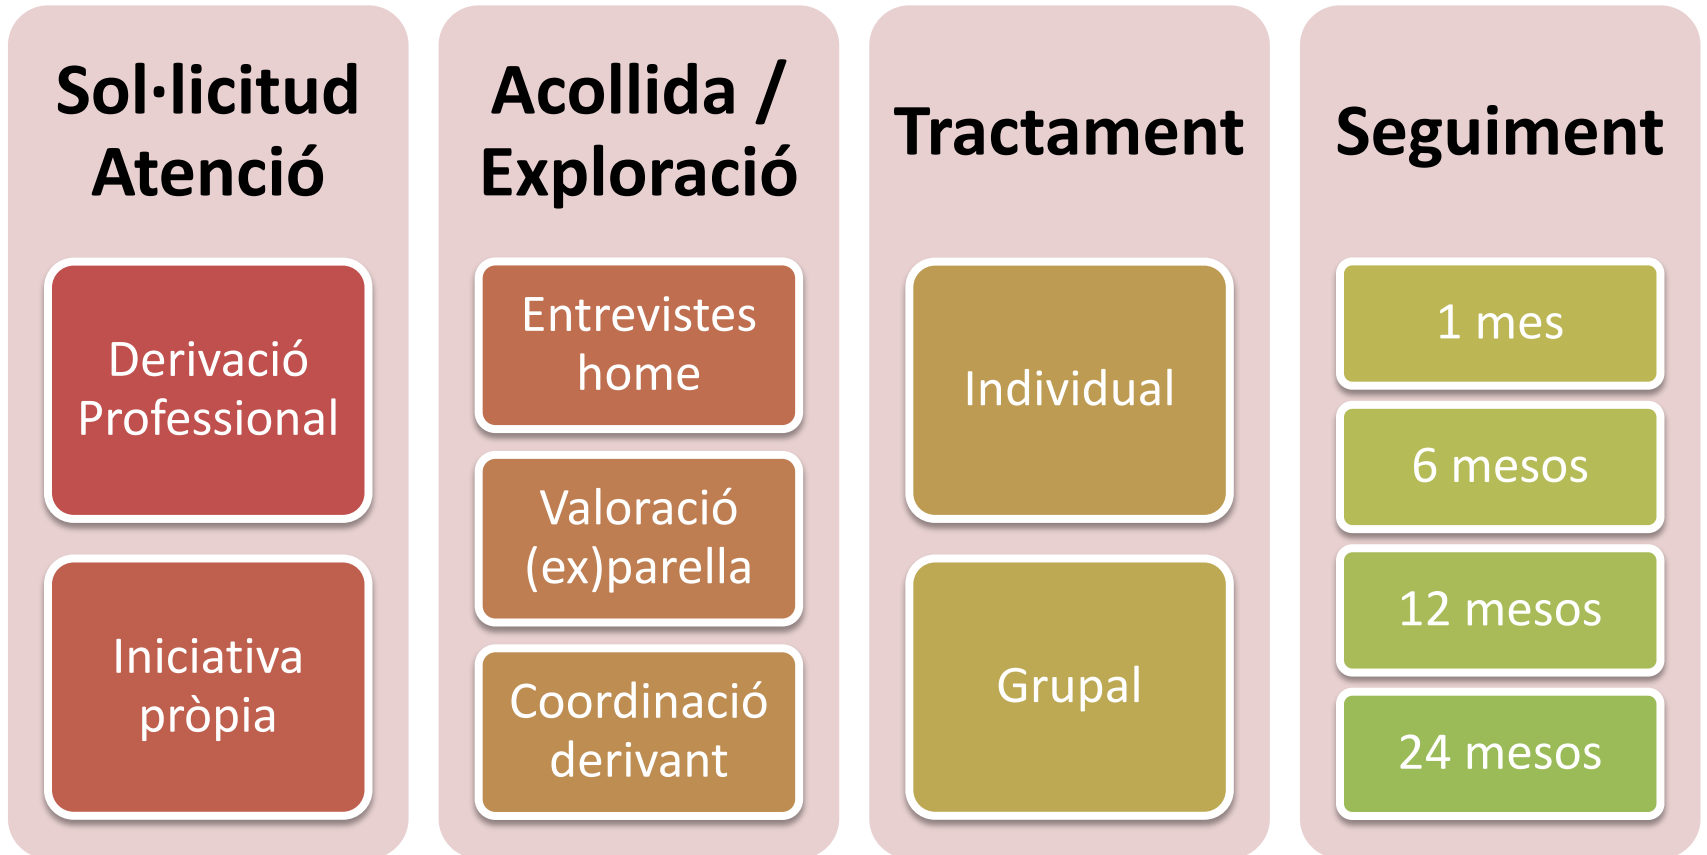 Sol·licitud
Atenció
Derivació
Professional
Iniciativa
pròpia
Acollida /
Exploració
Entrevistes
home
Valoració
(ex)parella
Coordinació
derivant
Tractament
Individual
Grupal
Seguiment
1 mes
6 mesos
12 mesos
24 mesos